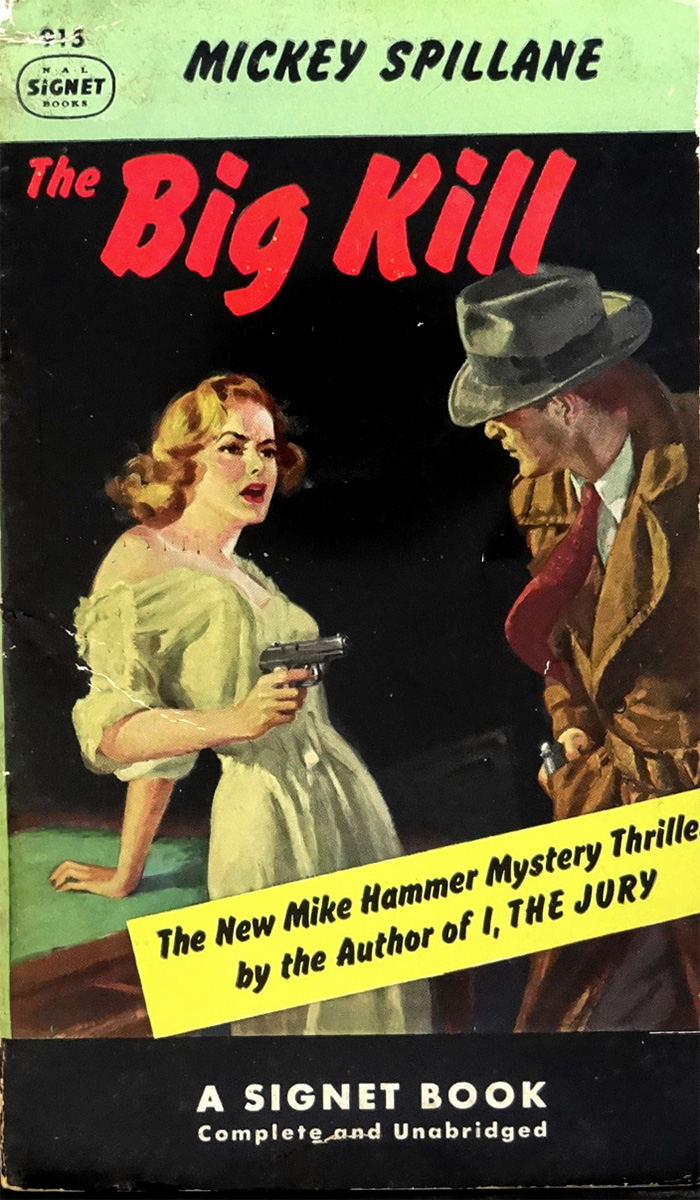 915
MICKEY SPILLANE
N·A·L
SIGNET
BOOKS
The Big Kill
The New Mike Hammer Mystery Thrille
by the Author of I, THE JURY
A SIGNET BOOK
Complete and Unabridged